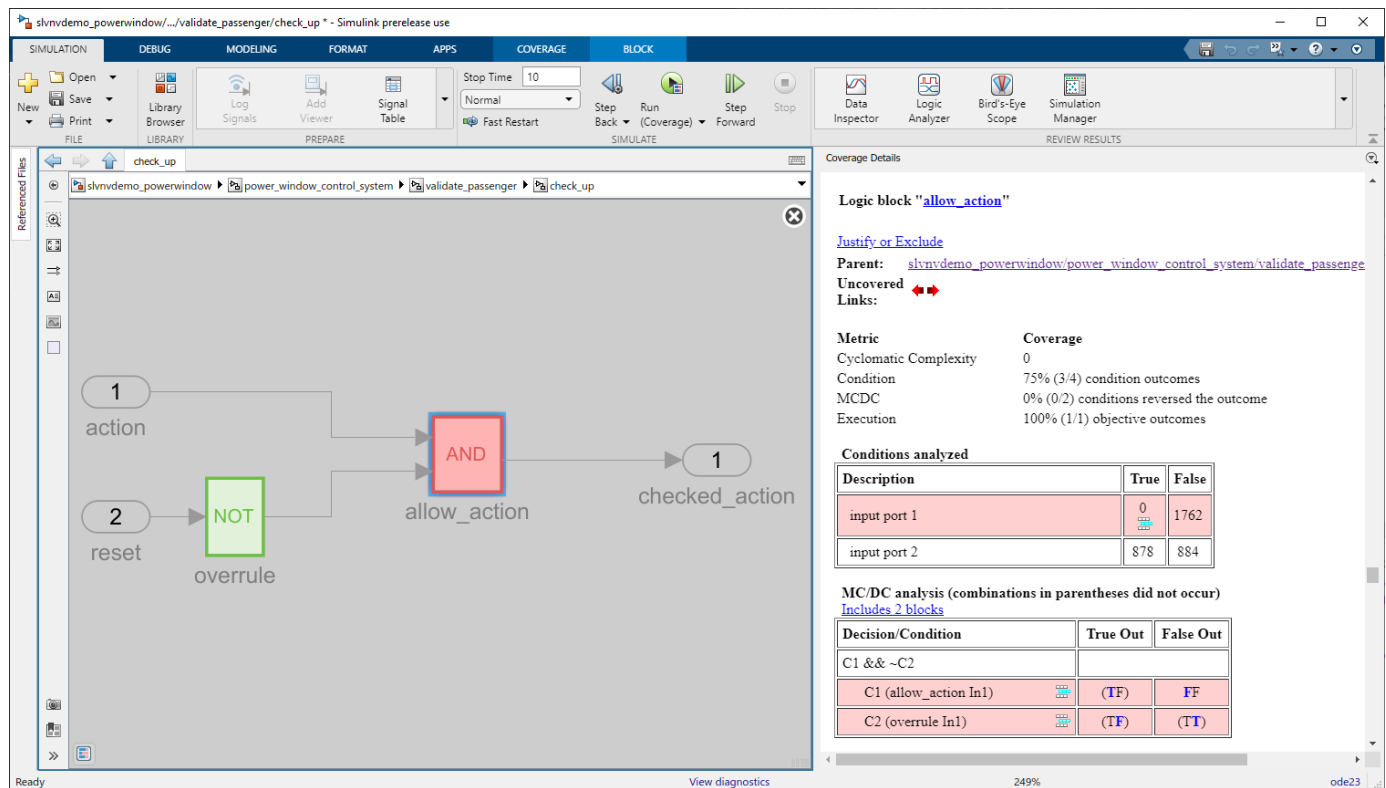 slvnvdemo_powerwindow/.../validate_passenger/check_up * - Simulink prerelease use
SIMULATION DEBUG MODELING FORMAT APPS COVERAGE BLOCK
New
Open
Save
Print
FILE
Library Browser
LIBRARY
Log Signals
Add Viewer
Signal Table
PREPARE
Stop Time 10
Normal
Fast Restart
Step Back
Run (Coverage)
Step Forward
Stop
SIMULATE
Data Inspector
Logic Analyzer
Bird's-Eye Scope
Simulation Manager
REVIEW RESULTS
Referenced Files
check_up
slvnvdemo_powerwindow power_window_control_system validate_passenger check_up
1
action
2
reset
NOT
overrule
AND
allow_action
1
checked_action
Coverage Details
Logic block "allow_action"
Justify or Exclude
Parent: slvnvdemo_powerwindow/power_window_control_system/validate_passenge
Uncovered
Links:
Metric Coverage
Cyclomatic Complexity 0
Condition 75% (3/4) condition outcomes
MCDC 0% (0/2) conditions reversed the outcome
Execution 100% (1/1) objective outcomes
Conditions analyzed
Description True False
input port 1 0 1762
input port 2 878 884
MC/DC analysis (combinations in parentheses did not occur)
Includes 2 blocks
Decision/Condition True Out False Out
C1 && ~C2
C1 (allow_action In1) (TF) FF
C2 (overrule In1) (TF) (TT)
Ready View diagnostics 249% ode23